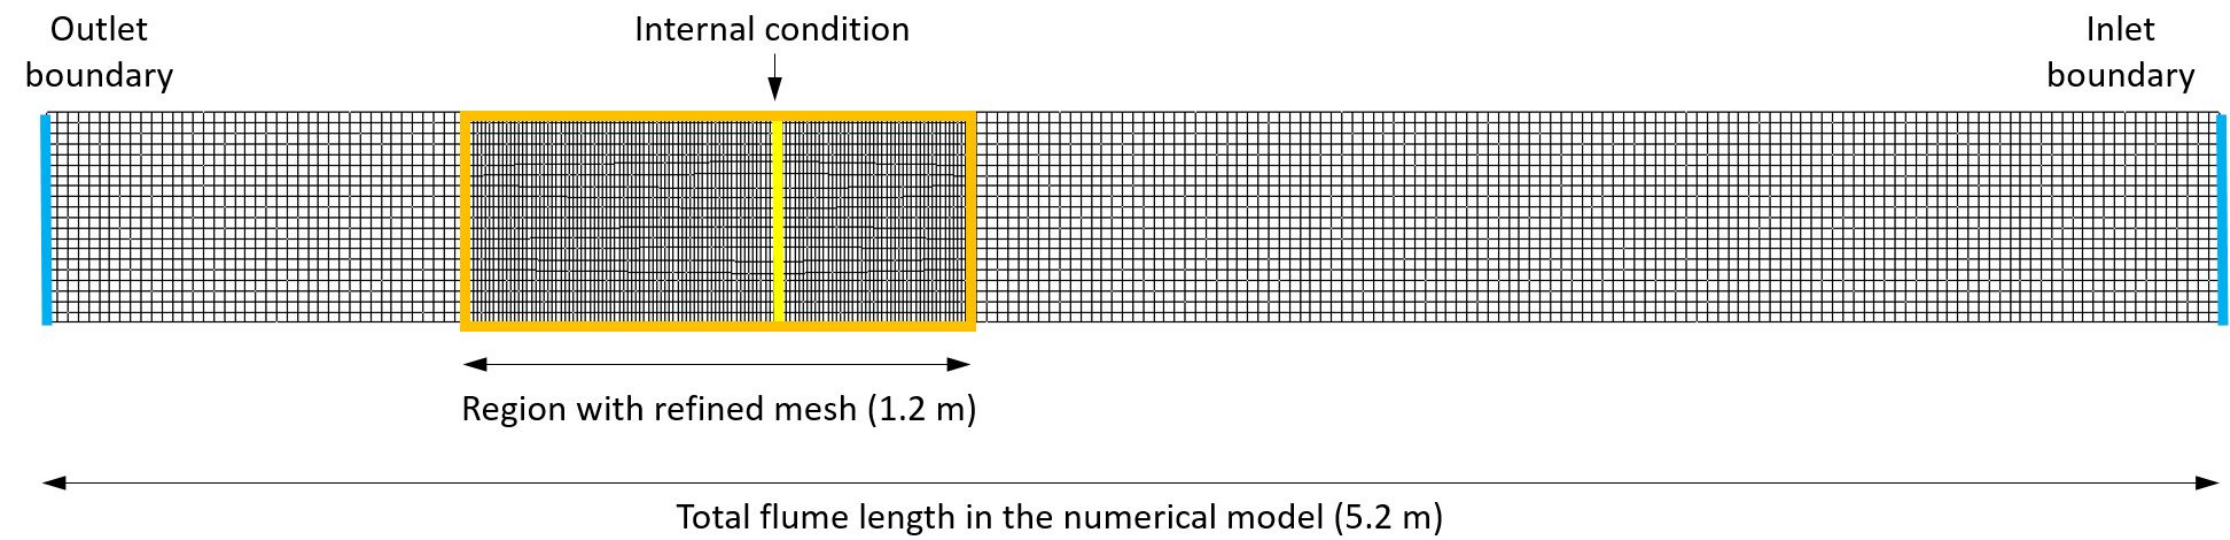 Outlet
boundary
Internal condition
Inlet
boundary
Region with refined mesh (1.2 m)
Total flume length in the numerical model (5.2 m)